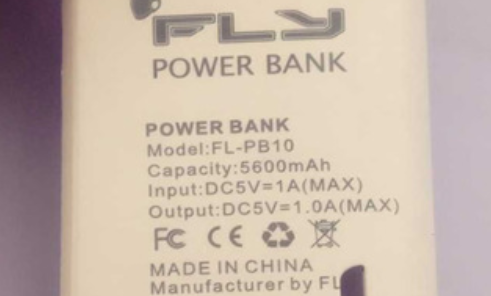 FLY
POWER BANK
POWER BANK
Model:FL-PB10
Capacity:5600mAh
Input:DC5V=1A(MAX)
Output:DC5V=1.0A(MAX)
FC CE
MADE IN CHINA
Manufacturer by FL